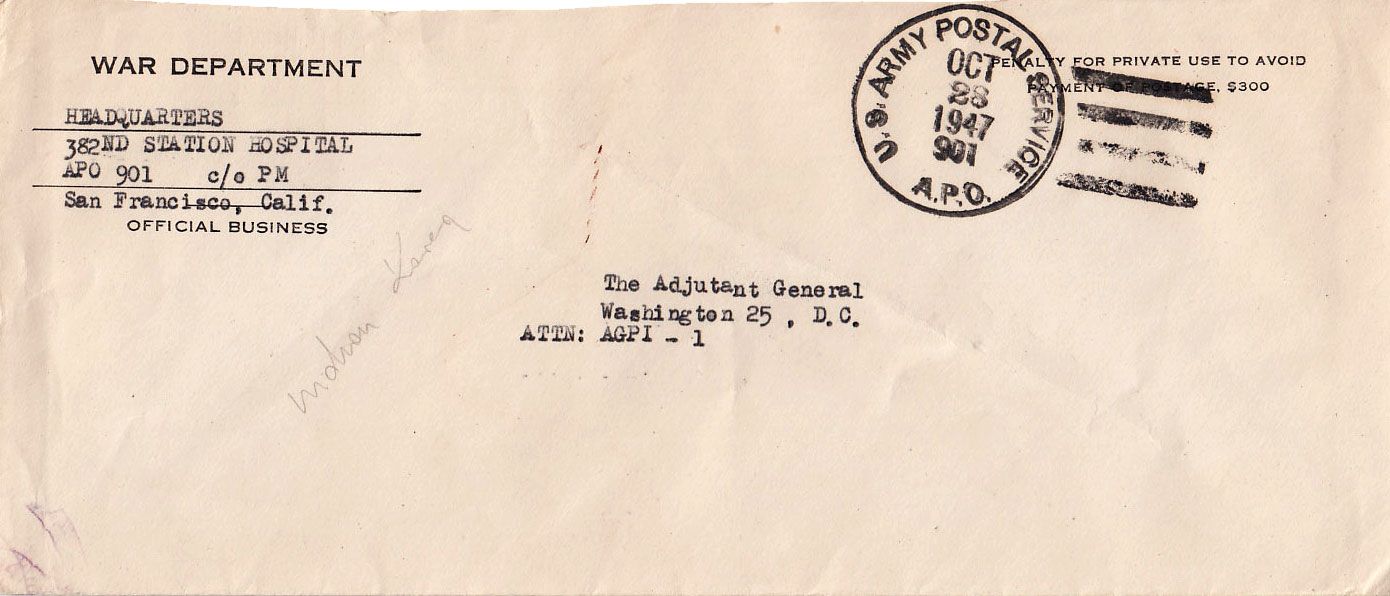 WAR DEPARTMENT
HEADQUARTERS
382ND STATION HOSPITAL
APO 901 c/o PM
San Francisco, Calif.
OFFICIAL BUSINESS
U.S. ARMY POSTAL SERVICE
OCT
28
1947
901
A.P.O.
PENALTY FOR PRIVATE USE TO AVOID
PAYMENT OF POSTAGE, $300
The Adjutant General
Washington 25 , D.C.
ATTN: AGPI - 1
Korea